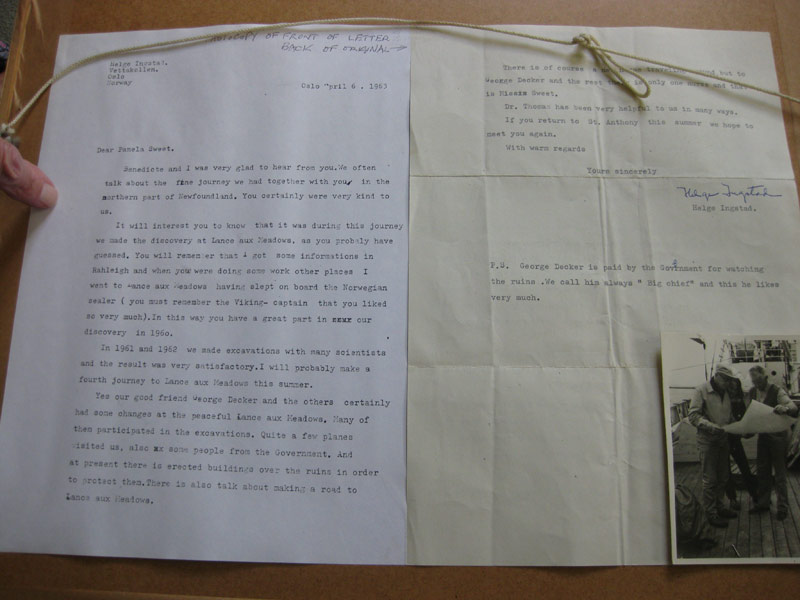 PHOTOCOPY OF FRONT OF LETTER
BACK OF ORIGINAL →
Helge Ingstad.
Vettakollen.
Oslo
Norway
Oslo April 6 . 1963
Dear Pamela Sweet.
Benedicte and I was very glad to hear from you.We often
talk about the fine journey we had together with you in the
northern part of Newfoundland. You certainly were very kind to
us.
It will interest you to know that it was during this journey
we made the discovery at Lance aux Meadows, as you probaly have
guessed. You will remember that I got some informations in
Rahleigh and when you were doing some work other places I
went to Lance aux Meadows having slept on board the Norwegian
sealer ( you must remember the Viking- captain that you liked
so very much).In this way you have a great part in our
discovery in 1960.
In 1961 and 1962 we made excavations with many scientists
and the result was very satisfactory.I will probably make a
fourth journey to Lance aux Meadows this summer.
Yes our good friend George Decker and the others certainly
had some changes at the peaceful Lance aux Meadows. Many of
then participated in the excavations. Quite a few planes
visited us, also some people from the Government. And
at present there is erected buildings over the ruins in order
to protect them.There is also talk about making a road to
Lance aux Meadows.
There is of course a but to
George Decker and the rest is only one nurse and
is Sweet.
Dr. Thomas has been very helpful to us in many ways.
If you return to St. Anthony this summer we hope to
meet you again.
With warm regards
Yours sincerely
Helge Ingstad
Helge Ingstad.
P.S. George Decker is paid by the Government for watching
the ruins .We call him always " Big chief" and this he likes
very much.